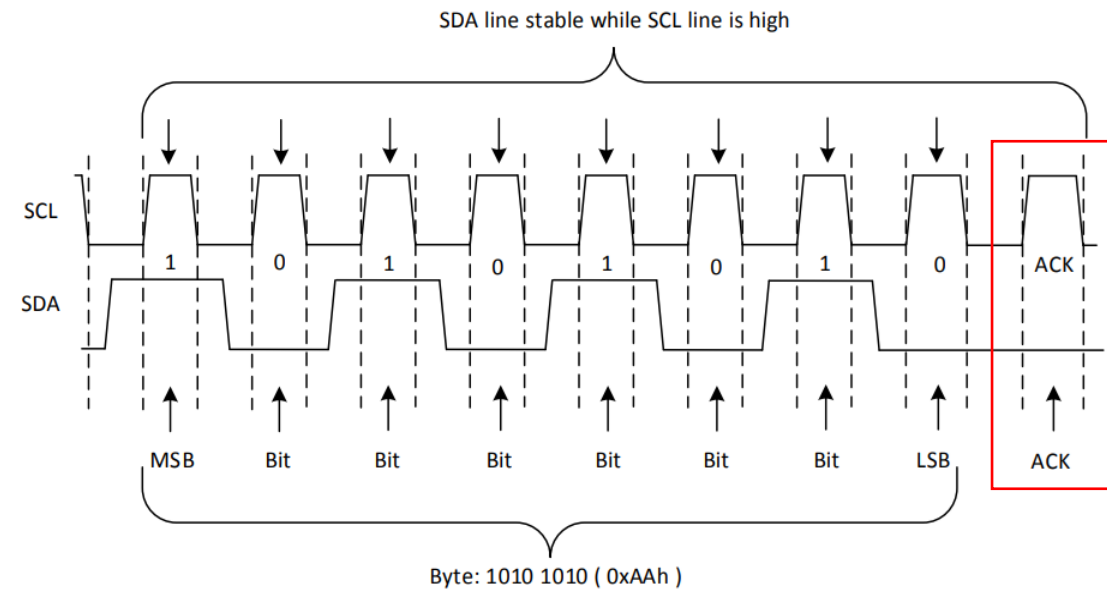 SDA line stable while SCL line is high
SCL
1 0 1 0 1 0 1 0 ACK
SDA
MSB Bit Bit Bit Bit Bit Bit LSB ACK
Byte: 1010 1010 ( 0xAAh )